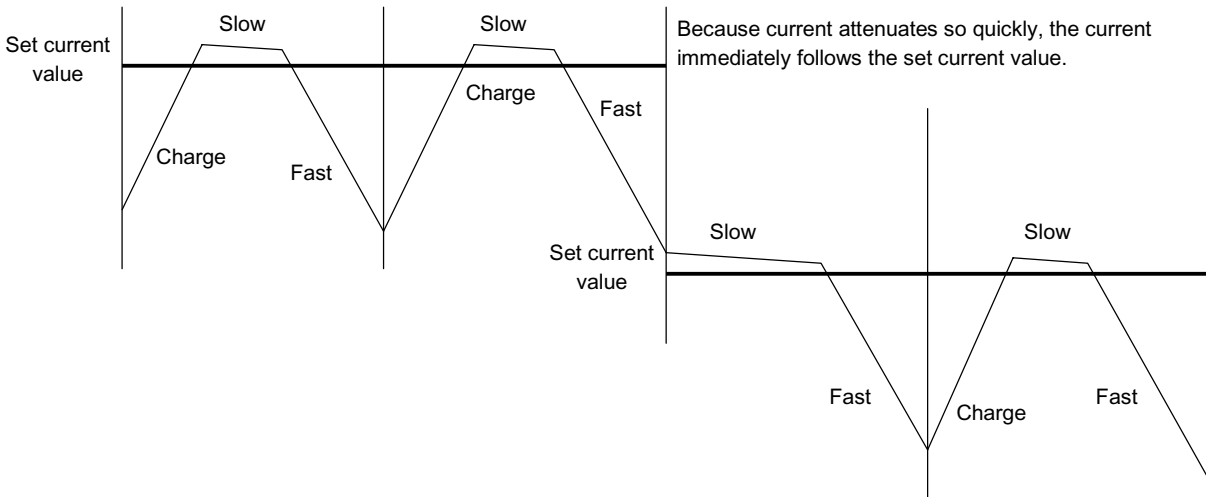 Slow
Slow
Because current attenuates so quickly, the current
immediately follows the set current value.
Set current
value
Charge
Fast
Charge
Fast
Set current
value
Slow
Slow
Fast
Charge
Fast